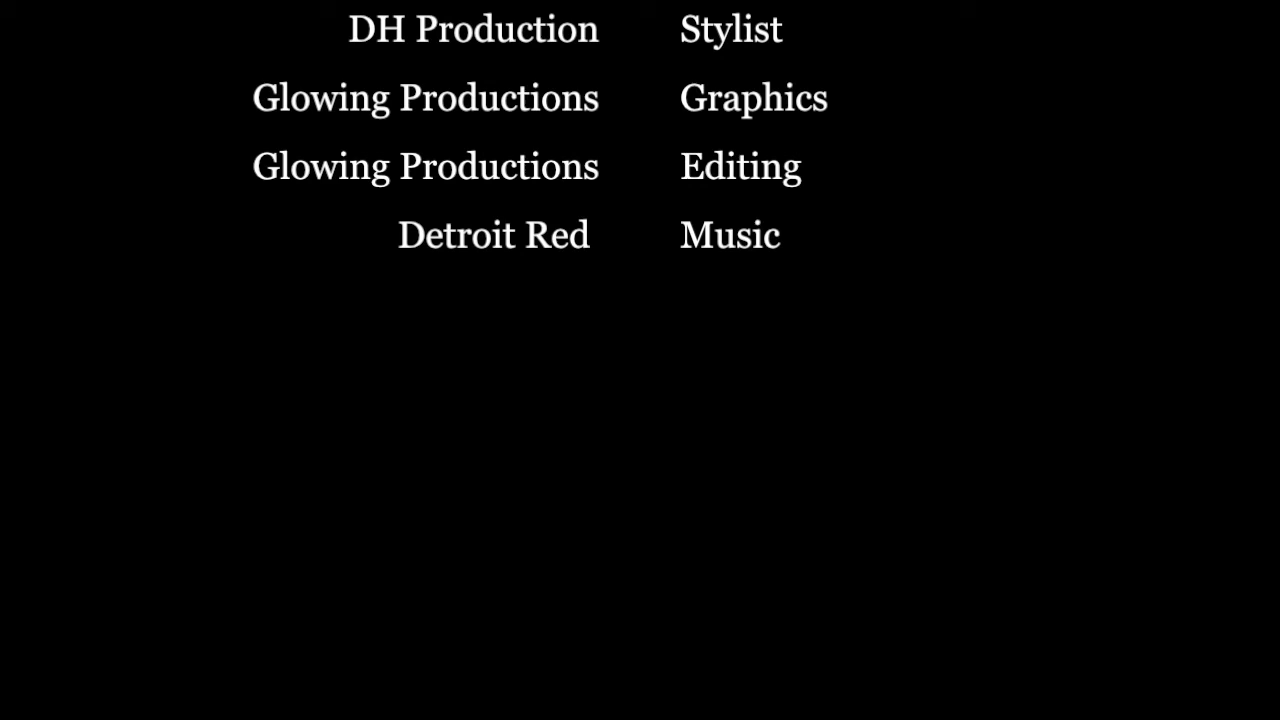 DH Production Stylist
Glowing Productions Graphics
Glowing Productions Editing
Detroit Red Music